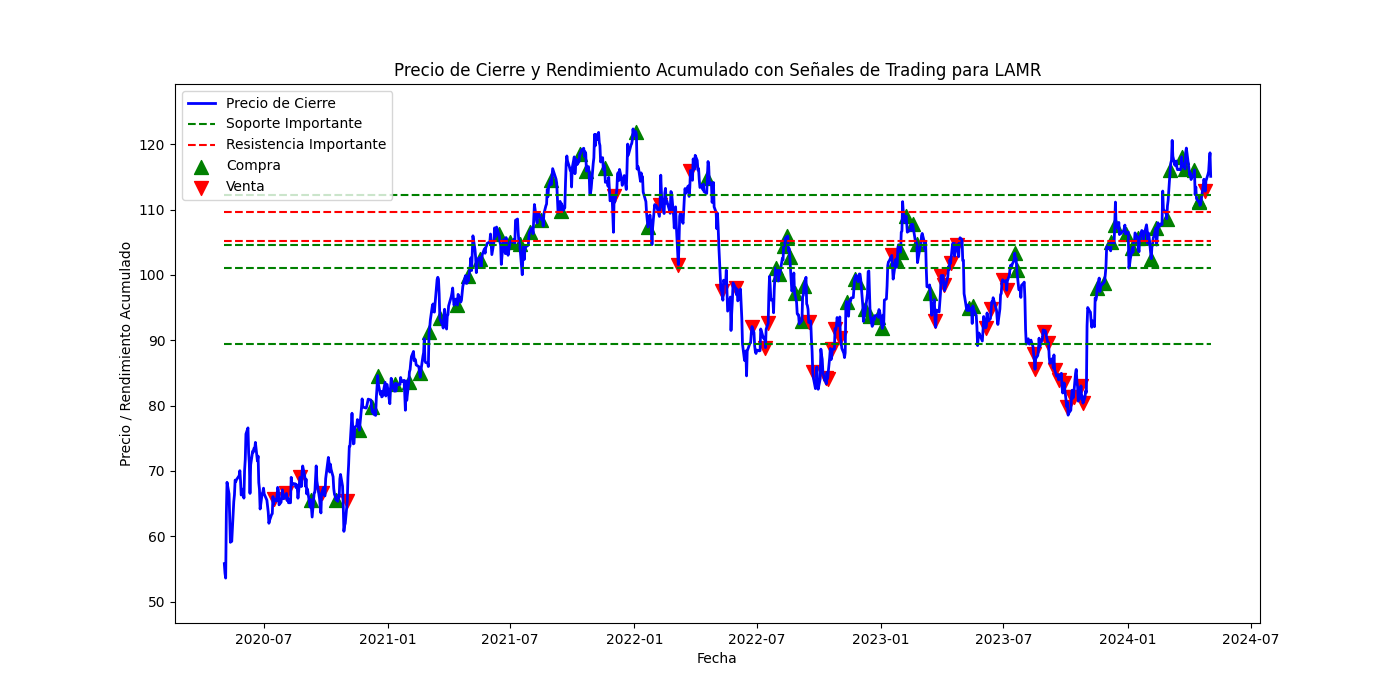 Precio de Cierre y Rendimiento Acumulado con Señales de Trading para LAMR
Precio de Cierre
Soporte Importante
Resistencia Importante
Compra
Venta
Precio / Rendimiento Acumulado
120
110
100
90
80
70
60
50
2020-07
2021-01
2021-07
2022-01
2022-07
2023-01
2023-07
2024-01
2024-07
Fecha